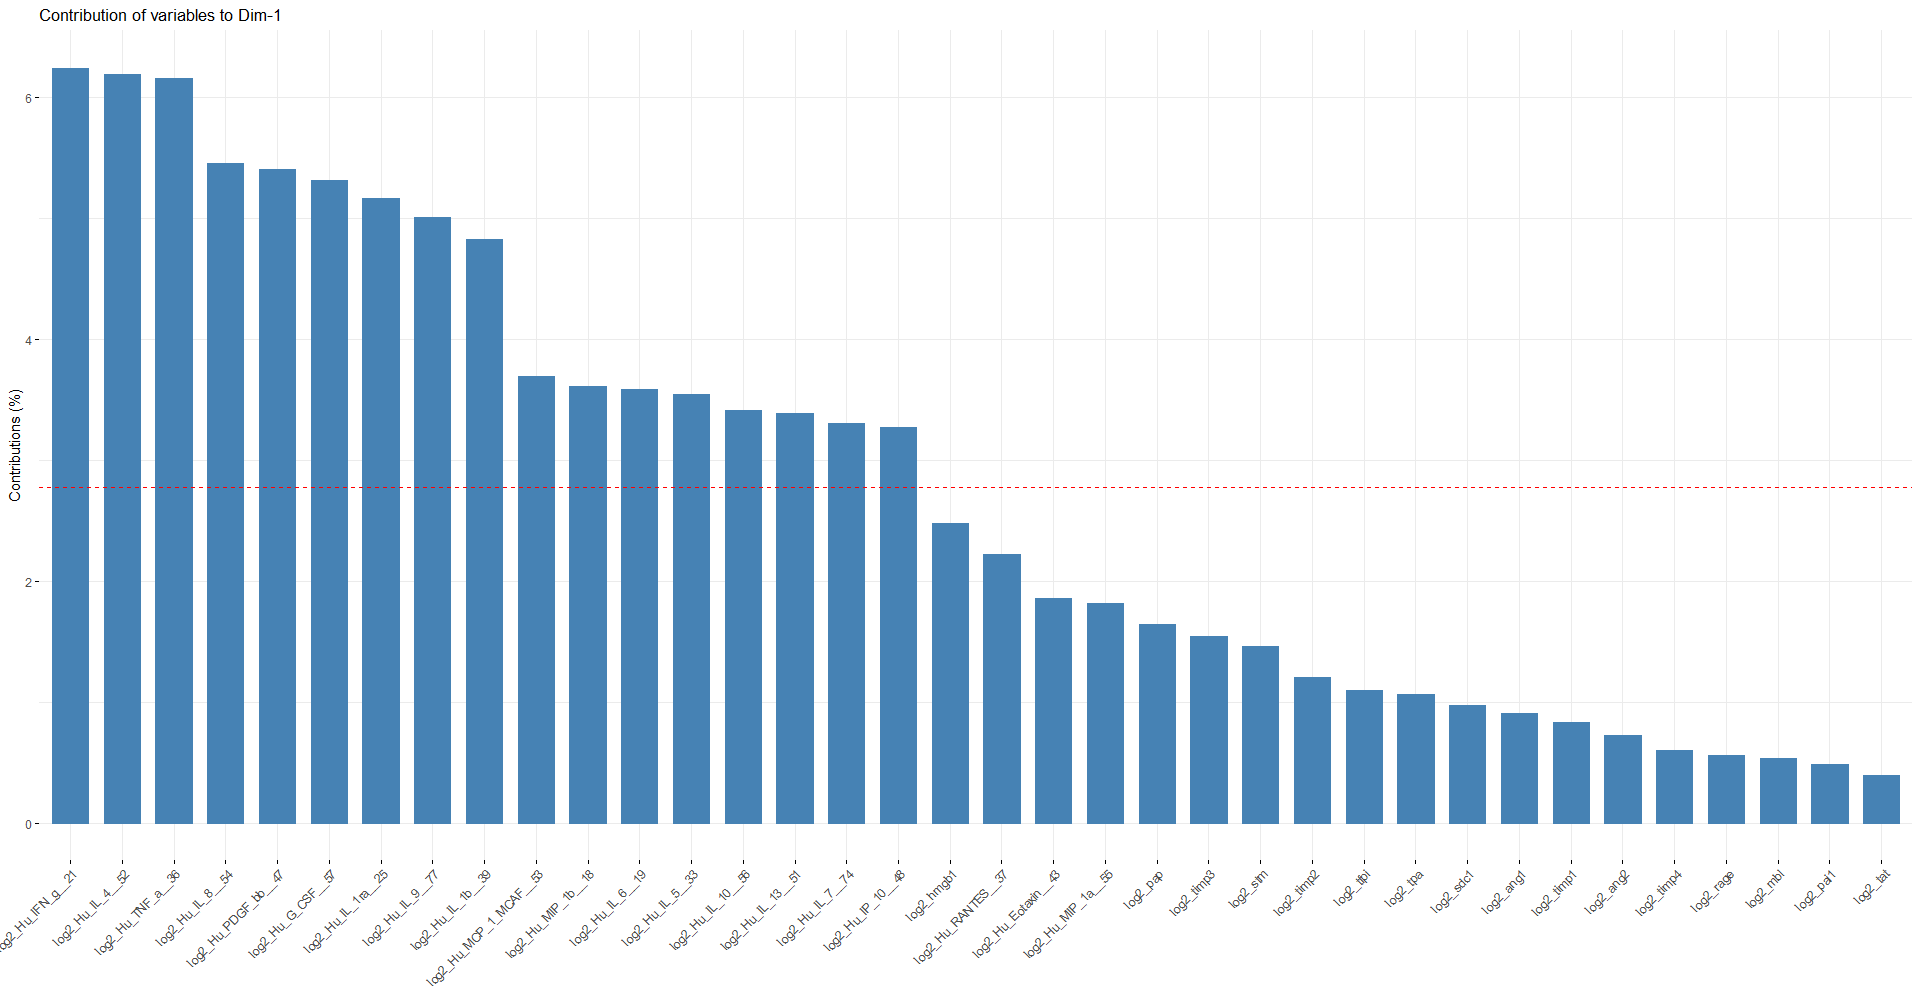 Contribution of variables to Dim-1
Contributions (%)
6
4
2
0
log2_Hu_IFN_g__21
log2_Hu_IL_4__52
log2_Hu_TNF_a__36
log2_Hu_IL_8__54
log2_Hu_PDGF_bb__47
log2_Hu_G_CSF__57
log2_Hu_IL_1ra__25
log2_Hu_IL_9__77
log2_Hu_IL_1b__39
log2_Hu_MCP_1_MCAF__53
log2_Hu_MIP_1b__18
log2_Hu_IL_6__19
log2_Hu_IL_5__33
log2_Hu_IL_10__56
log2_Hu_IL_13__51
log2_Hu_IL_7__74
log2_Hu_IP_10__48
log2_hmgb1
log2_Hu_RANTES__37
log2_Hu_Eotaxin__43
log2_Hu_MIP_1a__55
log2_pap
log2_timp3
log2_stm
log2_timp2
log2_tfpi
log2_tpa
log2_sdc1
log2_ang1
log2_timp1
log2_ang2
log2_timp4
log2_rage
log2_mbl
log2_pai1
log2_tat